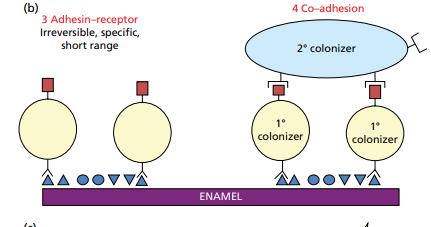 (b)
3 Adhesin–receptor
Irreversible, specific,
short range
4 Co–adhesion
2° colonizer
1°
colonizer
1°
colonizer
ENAMEL